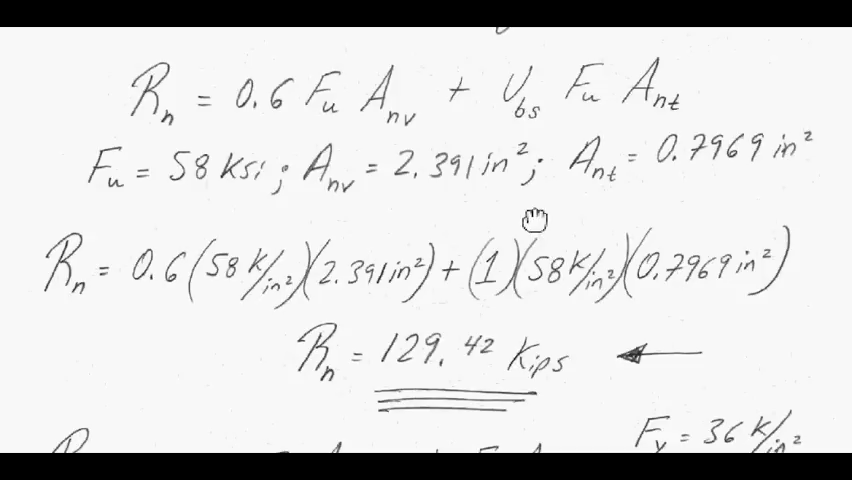 Rn = 0.6 Fu Anv + Ubs Fu Ant
Fu = 58 Ksi ; Anv = 2.391 in² ; Ant = 0.7969 in²
Rn = 0.6 (58 K/in²)(2.391 in²) + (1)(58 K/in²)(0.7969 in²)
Rn = 129.42 Kips
Fy = 36 K/in²